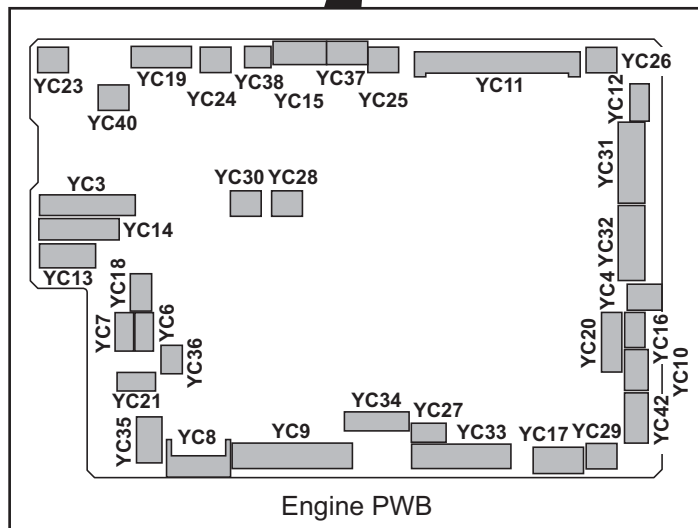 YC23
YC19
YC24
YC38
YC15
YC37
YC25
YC11
YC26
YC12
YC40
YC31
YC3
YC30
YC28
YC14
YC13
YC32
YC18
YC4
YC7
YC6
YC20
YC16
YC36
YC10
YC21
YC34
YC27
YC42
YC35
YC8
YC9
YC33
YC17
YC29
Engine PWB